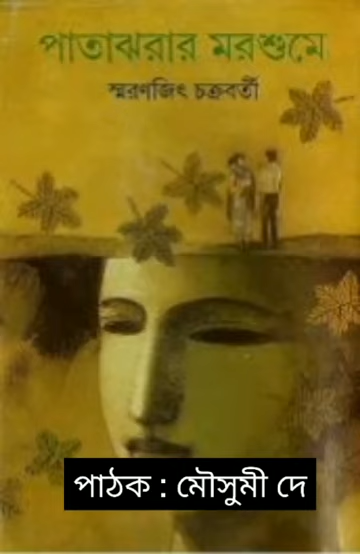 পাতাঝরার মরশুমে
স্মরণজিৎ চক্রবর্তী
পাঠক : মৌসুমী দে